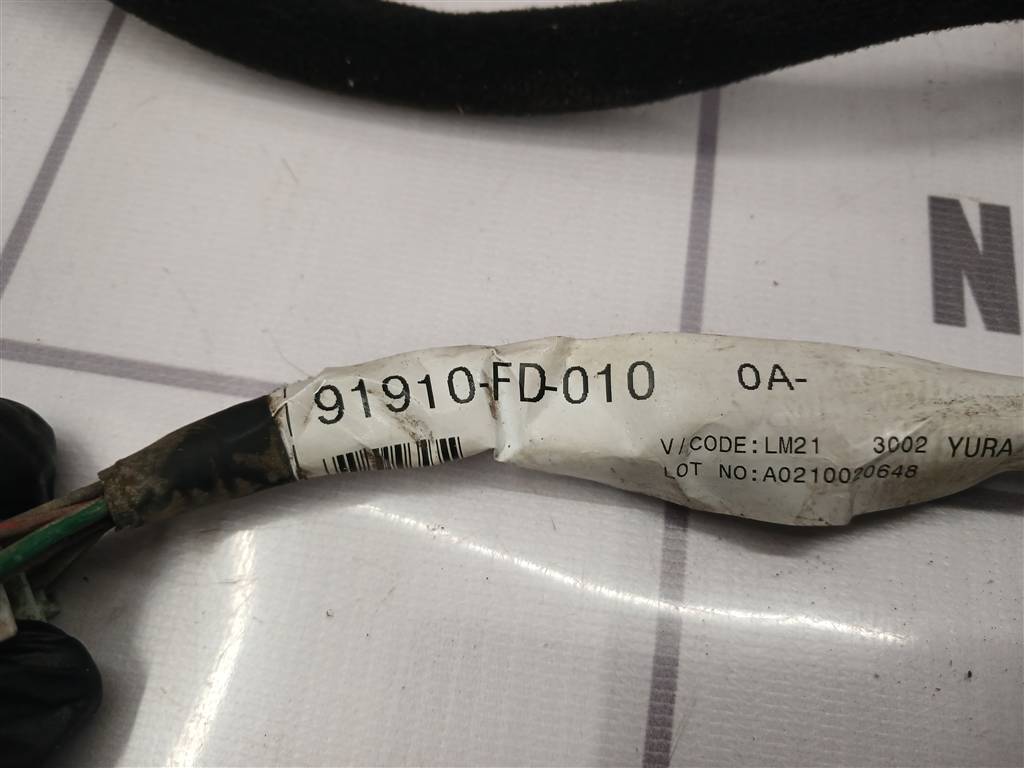 91910-FD-010 0A-
V/CODE:LM21 3002 YURA
LOT NO:A0210020648
N